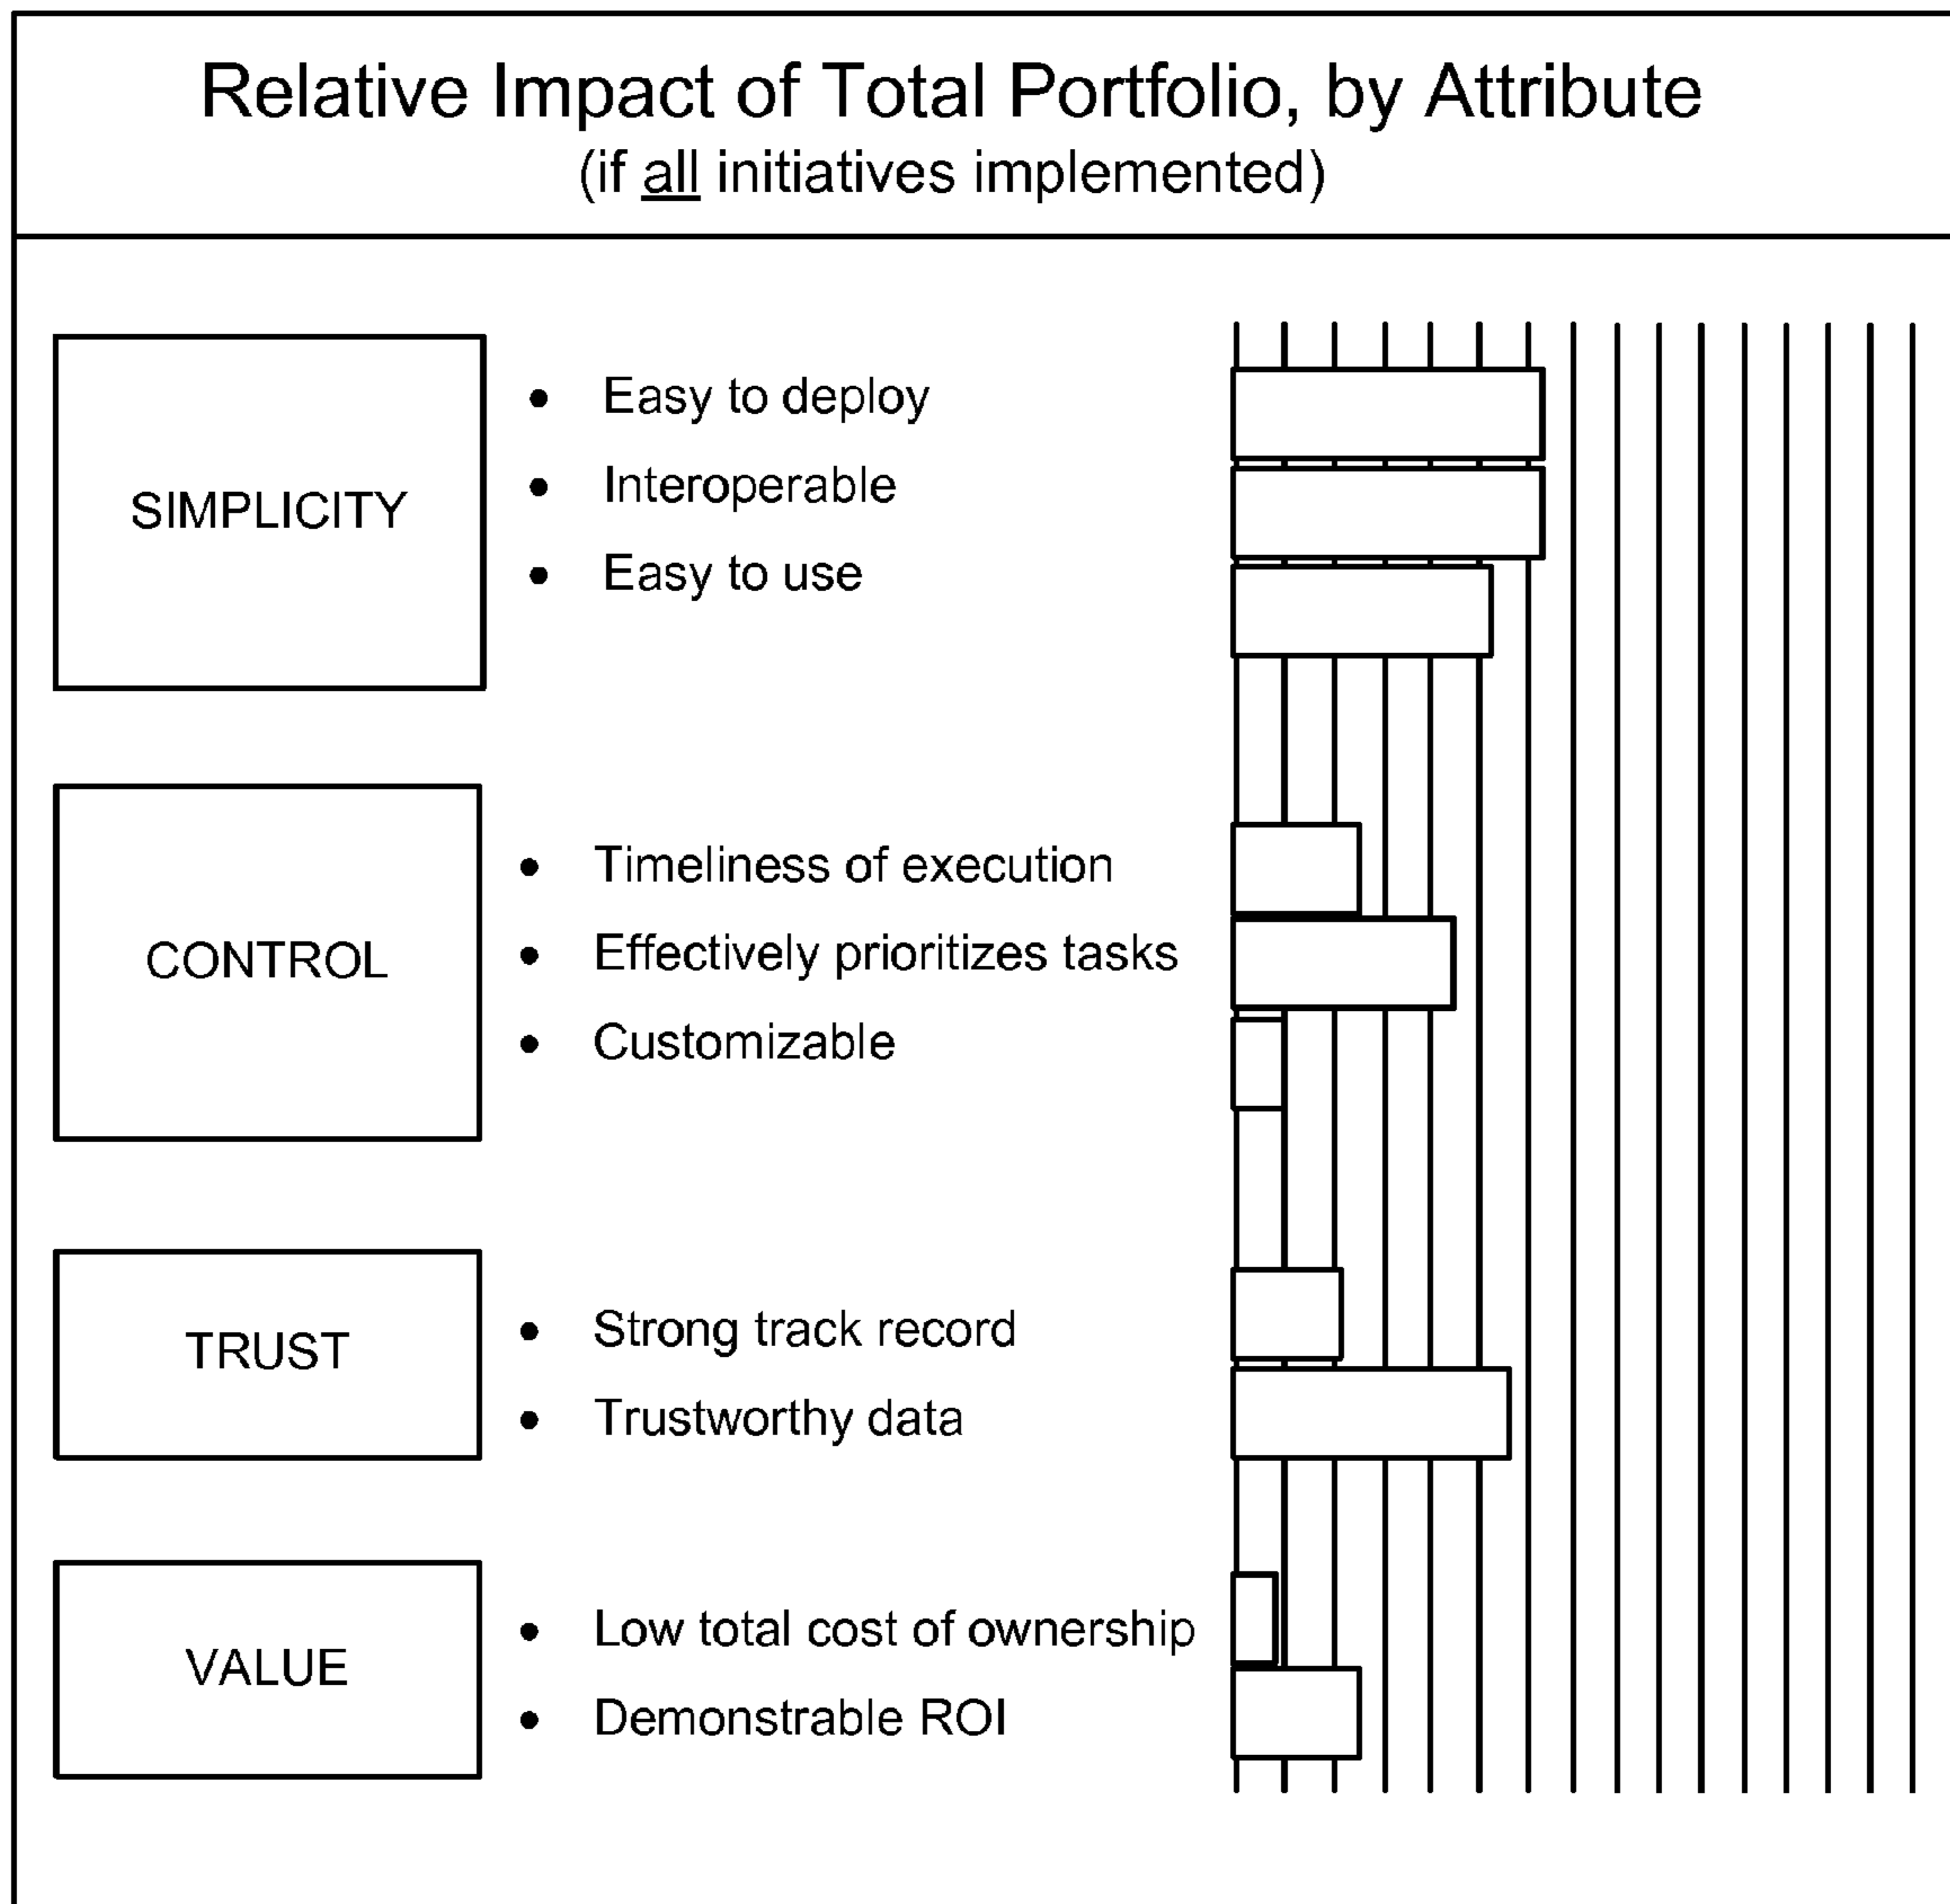 Relative Impact of Total Portfolio, by Attribute
(if all initiatives implemented)
SIMPLICITY
• Easy to deploy
• Interoperable
• Easy to use
CONTROL
• Timeliness of execution
• Effectively prioritizes tasks
• Customizable
TRUST
• Strong track record
• Trustworthy data
VALUE
• Low total cost of ownership
• Demonstrable ROI